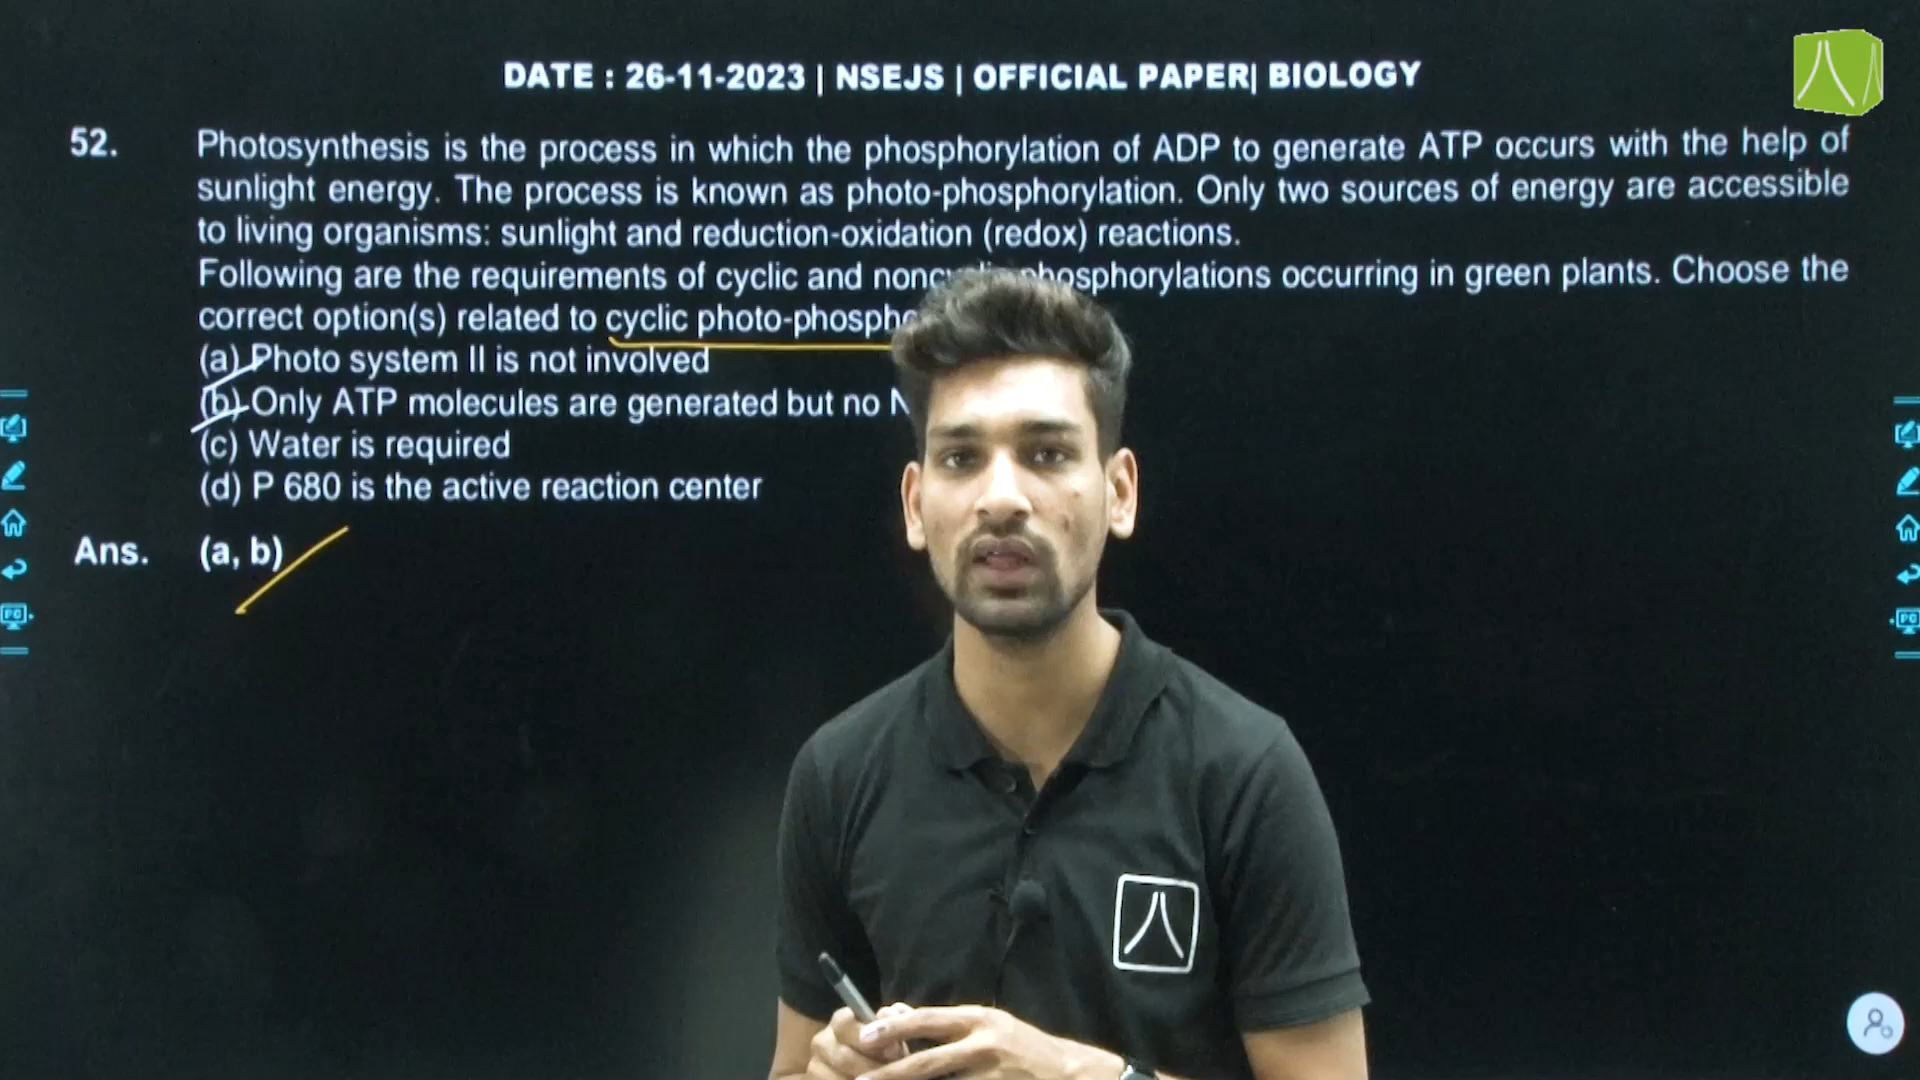 DATE : 26-11-2023 | NSEJS | OFFICIAL PAPER| BIOLOGY
52. Photosynthesis is the process in which the phosphorylation of ADP to generate ATP occurs with the help of
sunlight energy. The process is known as photo-phosphorylation. Only two sources of energy are accessible
to living organisms: sunlight and reduction-oxidation (redox) reactions.
Following are the requirements of cyclic and phosphorylations occurring in green plants. Choose the
correct option(s) related to cyclic
(a) Photo system II is not involved
(b) Only ATP molecules are generated but no
(c) Water is required
(d) P 680 is the active reaction center
Ans. (a, b)
PC
PC